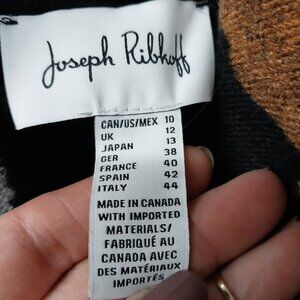 Joseph Ribkoff
CAN/US/MEX 10
UK 12
JAPAN 13
GER 38
FRANCE 40
SPAIN 42
ITALY 44
MADE IN CANADA
WITH IMPORTED
MATERIALS/
FABRIQUÉ AU
CANADA AVEC
DES MATÉRIAUX
IMPORTÉS